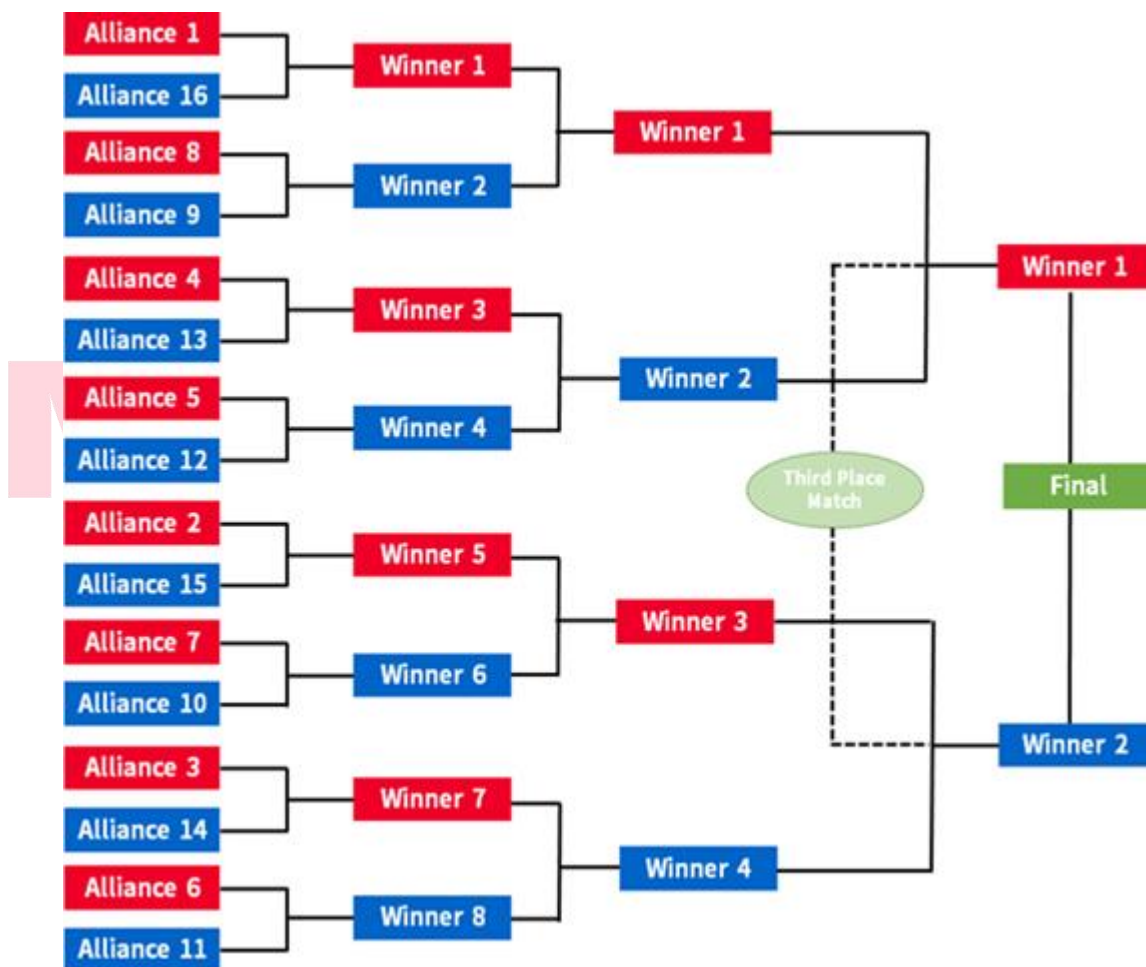 Alliance 1
Alliance 16
Alliance 8
Alliance 9
Alliance 4
Alliance 13
Alliance 5
Alliance 12
Alliance 2
Alliance 15
Alliance 7
Alliance 10
Alliance 3
Alliance 14
Alliance 6
Alliance 11
Winner 1
Winner 2
Winner 3
Winner 4
Winner 5
Winner 6
Winner 7
Winner 8
Winner 1
Winner 2
Winner 3
Winner 4
Third Place
Match
Winner 1
Final
Winner 2